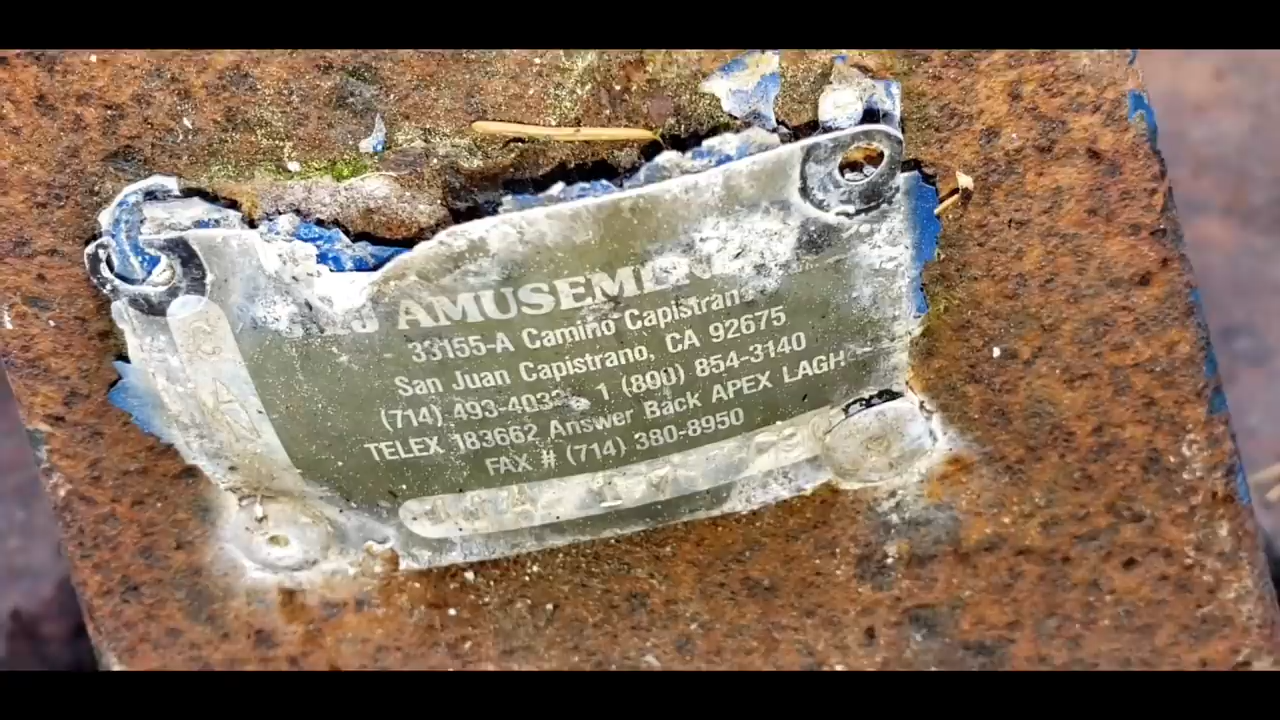 J AMUSEMEN
33155-A Camino Capistrano
San Juan Capistrano, CA 92675
(714) 493-403 1 (800) 854-3140
TELEX 183662 Answer Back APEX LAGH
FAX # (714) 380-8950